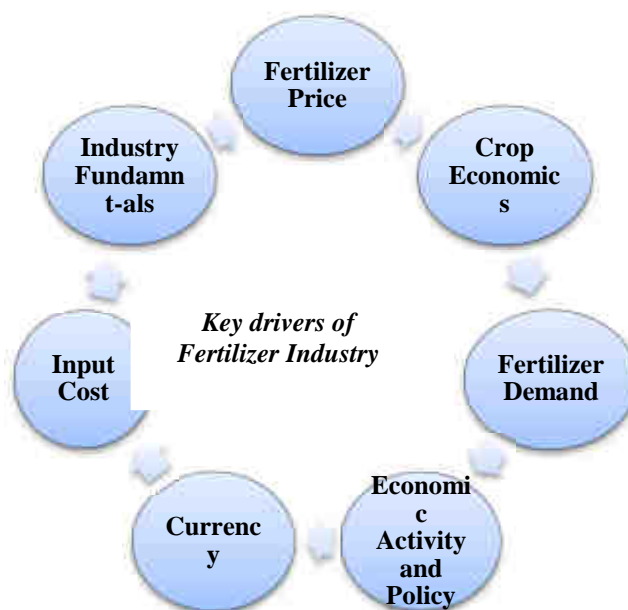 Fertilizer
Price
Crop
Economic
s
Fertilizer
Demand
Economi
c
Activity
and
Policy
Currenc
y
Input
Cost
Industry
Fundamn
t-als
Key drivers of
Fertilizer Industry